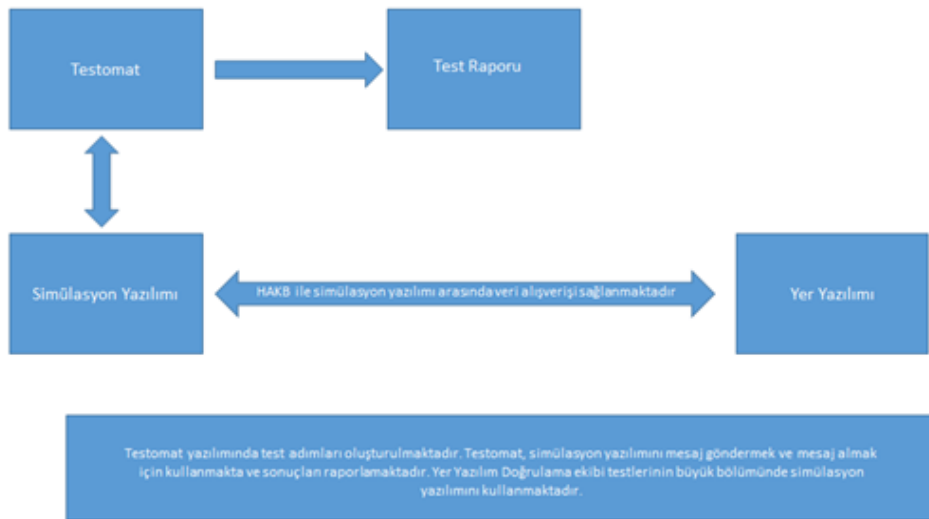 Testomat
Test Raporu
Simülasyon Yazılımı
HAKB ile simülasyon yazılımı arasında veri alışverişi sağlanmaktadır
Yer Yazılımı
Testomat yazılımında test adımları oluşturulmaktadır. Testomat, simülasyon yazılımını mesaj göndermek ve mesaj almak
için kullanmakta ve sonuçları raporlamaktadır. Yer Yazılım Doğrulama ekibi testlerinin büyük bölümünde simülasyon
yazılımını kullanmaktadır.